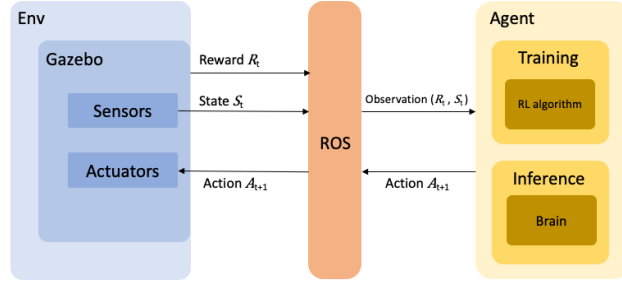 Env
Gazebo
Sensors
Actuators
Reward Rt
State St
Action At+1
ROS
Observation (Rt , St)
Action At+1
Agent
Training
RL algorithm
Inference
Brain